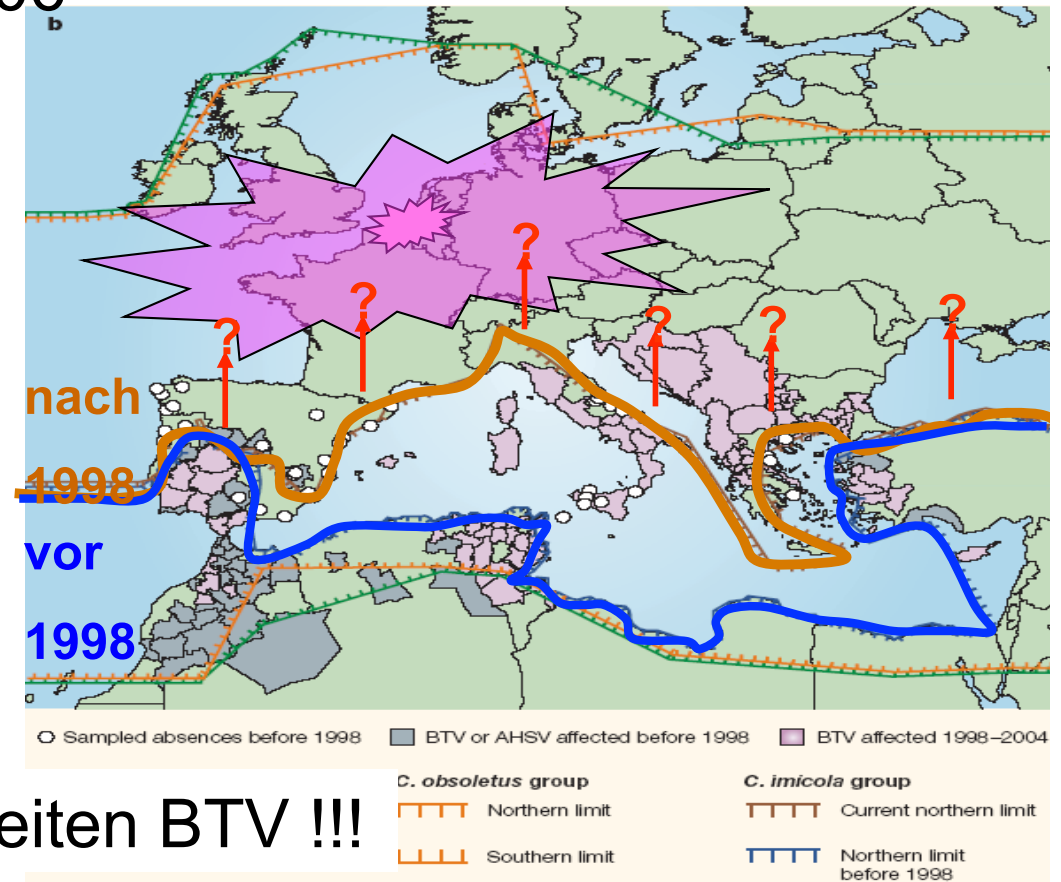 b
?
?
?
?
?
?
nach
1998
vor
1998
Sampled absences before 1998
BTV or AHSV affected before 1998
BTV affected 1998–2004
C. obsoletus group
C. imicola group
Northern limit
Current northern limit
eiten BTV !!!
Southern limit
Northern limit
before 1998